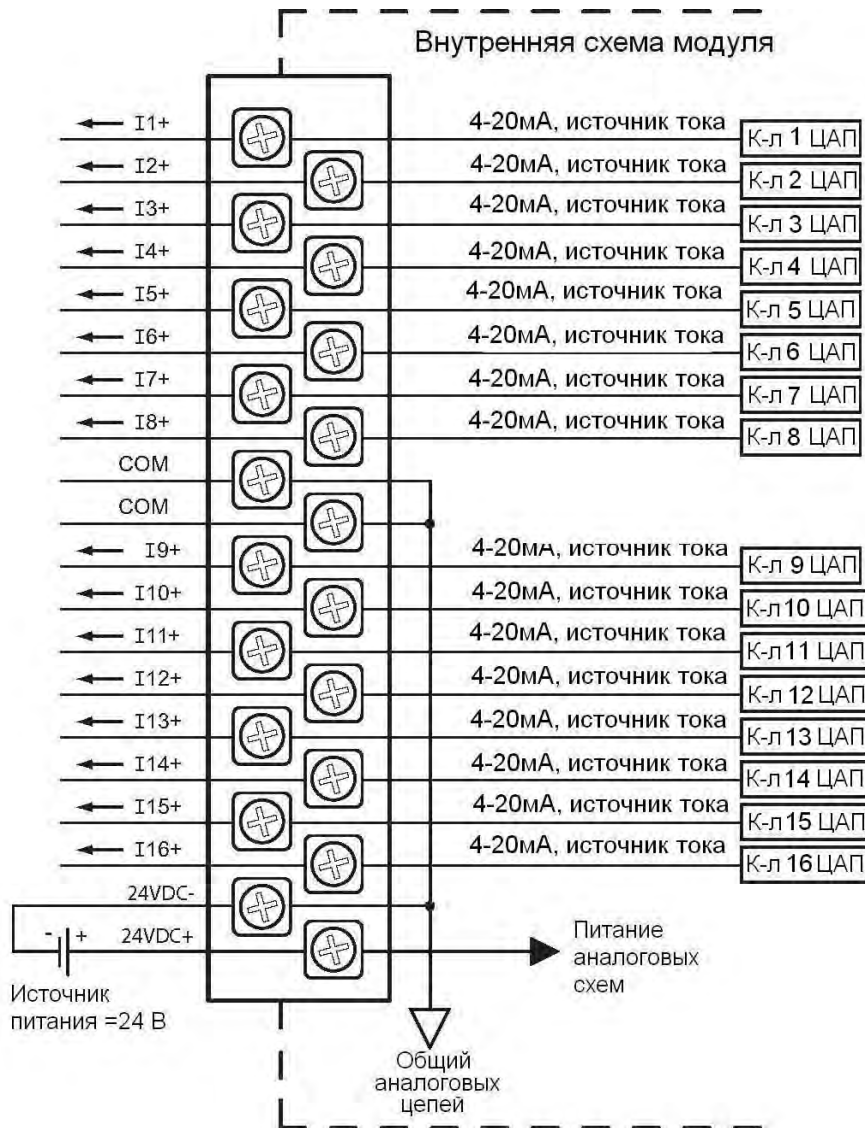 Внутренняя схема модуля
I1+ 4-20мА, источник тока К-л 1 ЦАП
I2+ 4-20мА, источник тока К-л 2 ЦАП
I3+ 4-20мА, источник тока К-л 3 ЦАП
I4+ 4-20мА, источник тока К-л 4 ЦАП
I5+ 4-20мА, источник тока К-л 5 ЦАП
I6+ 4-20мА, источник тока К-л 6 ЦАП
I7+ 4-20мА, источник тока К-л 7 ЦАП
I8+ 4-20мА, источник тока К-л 8 ЦАП
COM
COM
I9+ 4-20мА, источник тока К-л 9 ЦАП
I10+ 4-20мА, источник тока К-л 10 ЦАП
I11+ 4-20мА, источник тока К-л 11 ЦАП
I12+ 4-20мА, источник тока К-л 12 ЦАП
I13+ 4-20мА, источник тока К-л 13 ЦАП
I14+ 4-20мА, источник тока К-л 14 ЦАП
I15+ 4-20мА, источник тока К-л 15 ЦАП
I16+ 4-20мА, источник тока К-л 16 ЦАП
24VDC-
- + 24VDC+
Питание
аналоговых
схем
Источник
питания =24 В
Общий
аналоговых
цепей